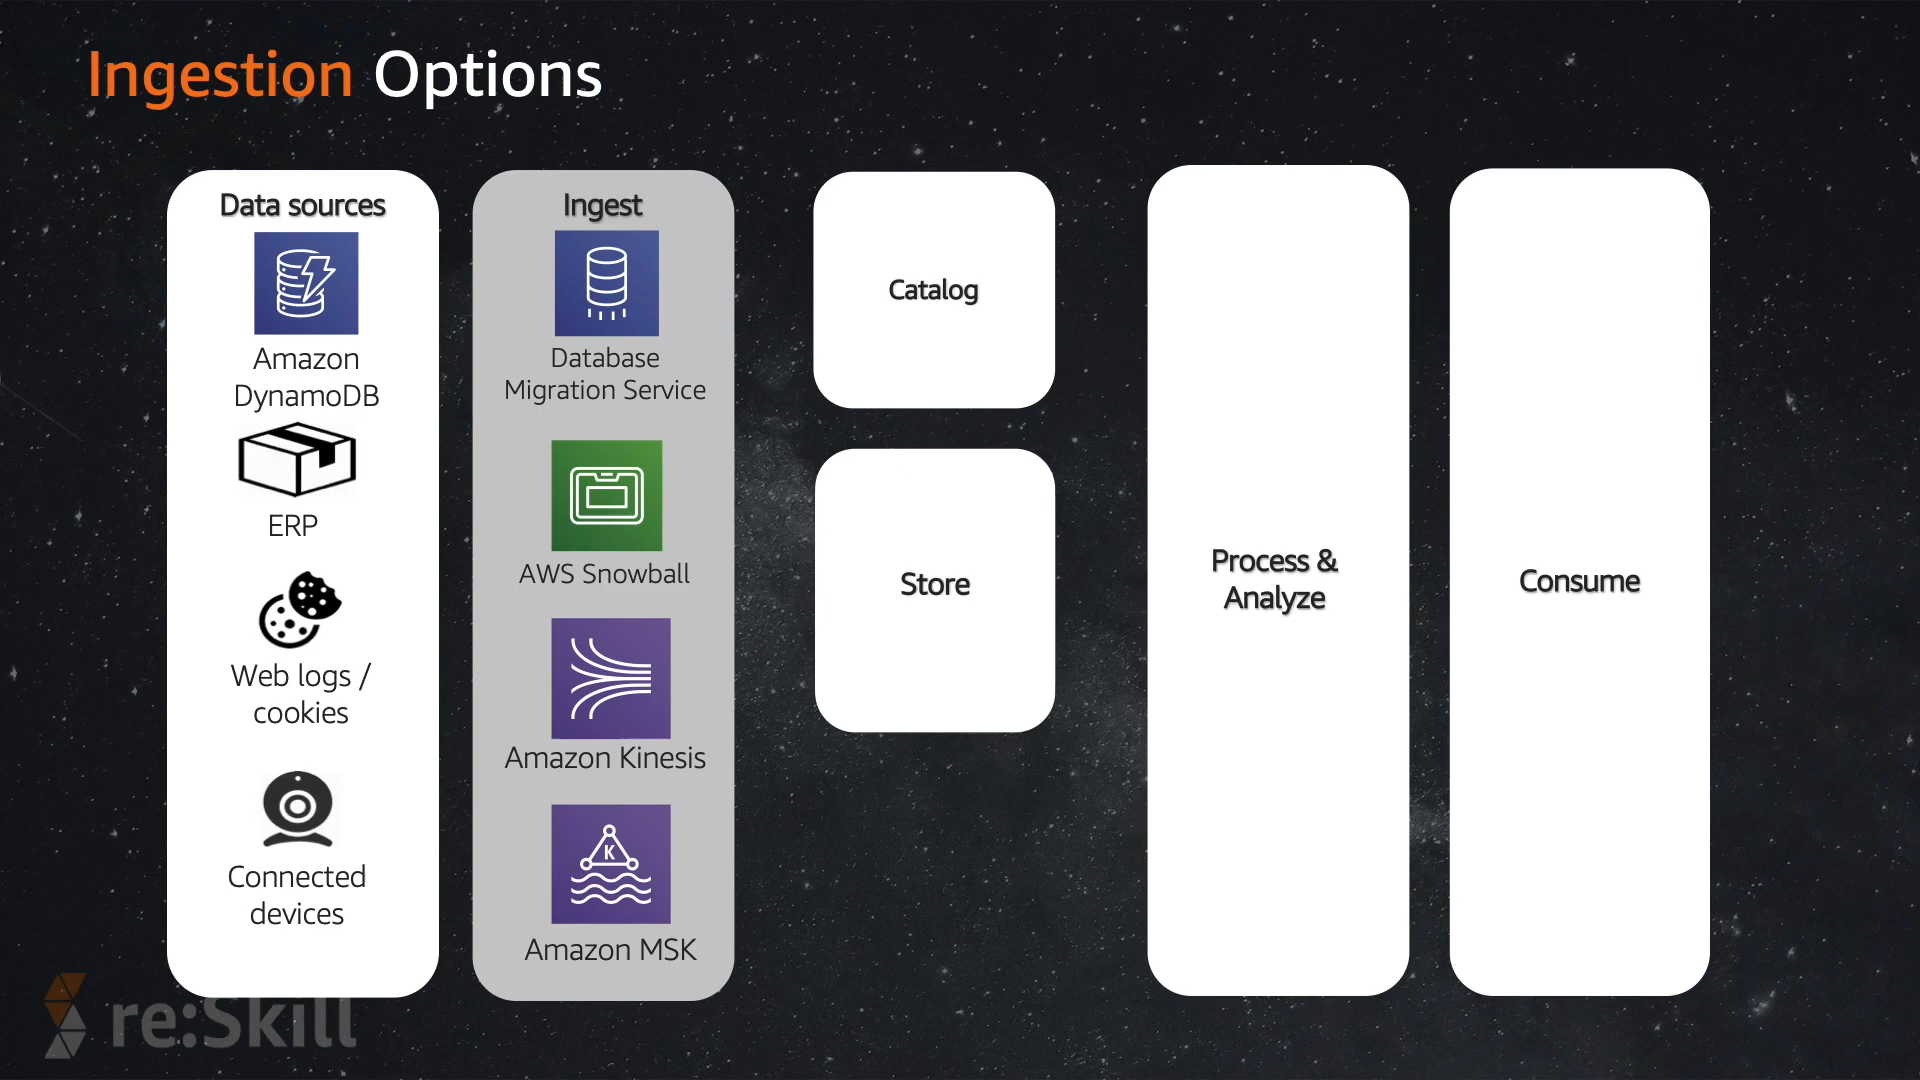 Ingestion Options
Data sources
Amazon
DynamoDB
ERP
Web logs /
cookies
Connected
devices
Ingest
Database
Migration Service
AWS Snowball
Amazon Kinesis
K
Amazon MSK
Catalog
Store
Process &
Analyze
Consume
re:Skill